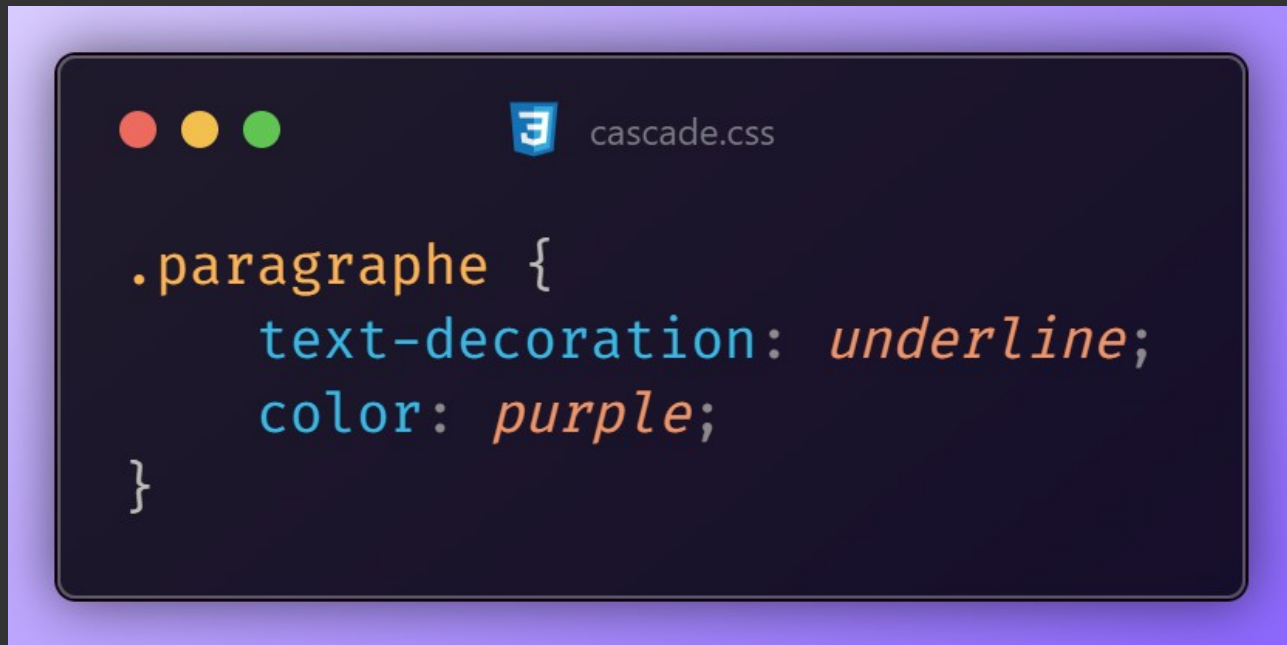 cascade.css
.paragraphe {
    text-decoration: underline;
    color: purple;
}